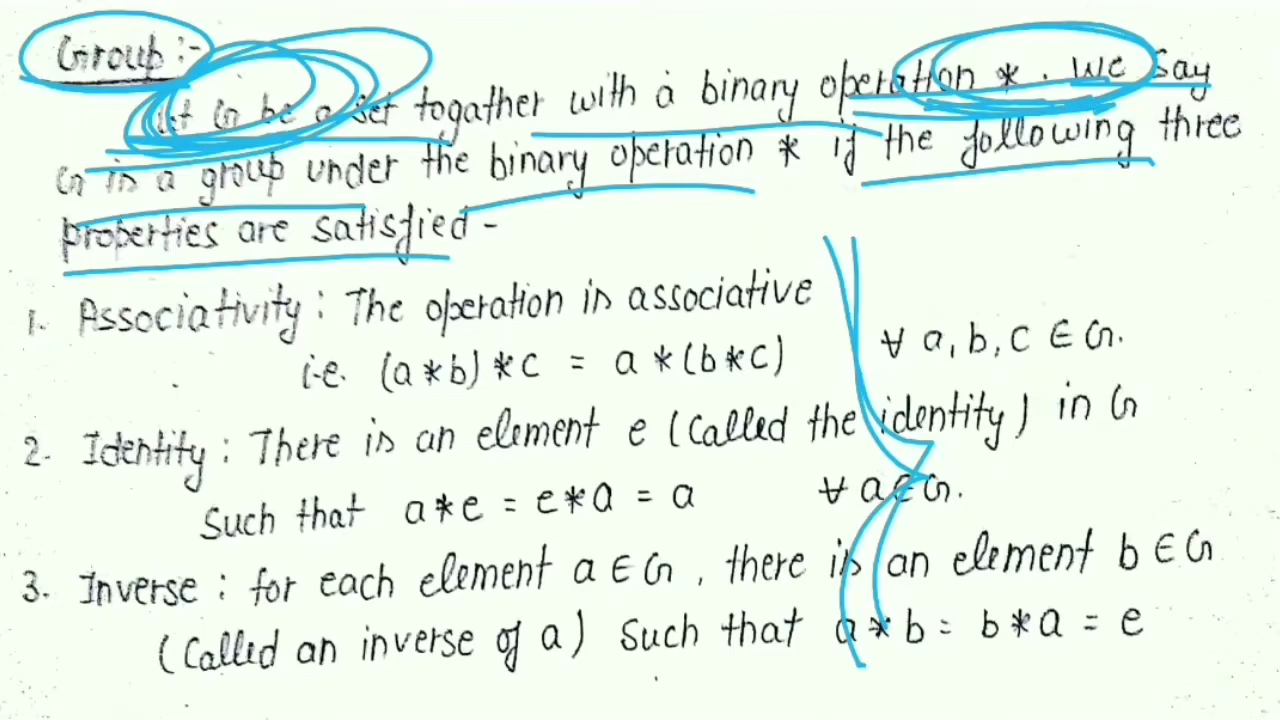 Group :-
Let G be a set togather with a binary operation *. We say
G is a group under the binary operation * if the following three
properties are satisfied -
1. Associativity : The operation is associative
i.e. (a*b)*c = a*(b*c) ∀ a, b, c ∈ G.
2. Identity : There is an element e (Called the identity) in G
Such that a*e = e*a = a ∀ a ∈ G.
3. Inverse : for each element a ∈ G, there is an element b ∈ G
(Called an inverse of a) Such that a*b = b*a = e